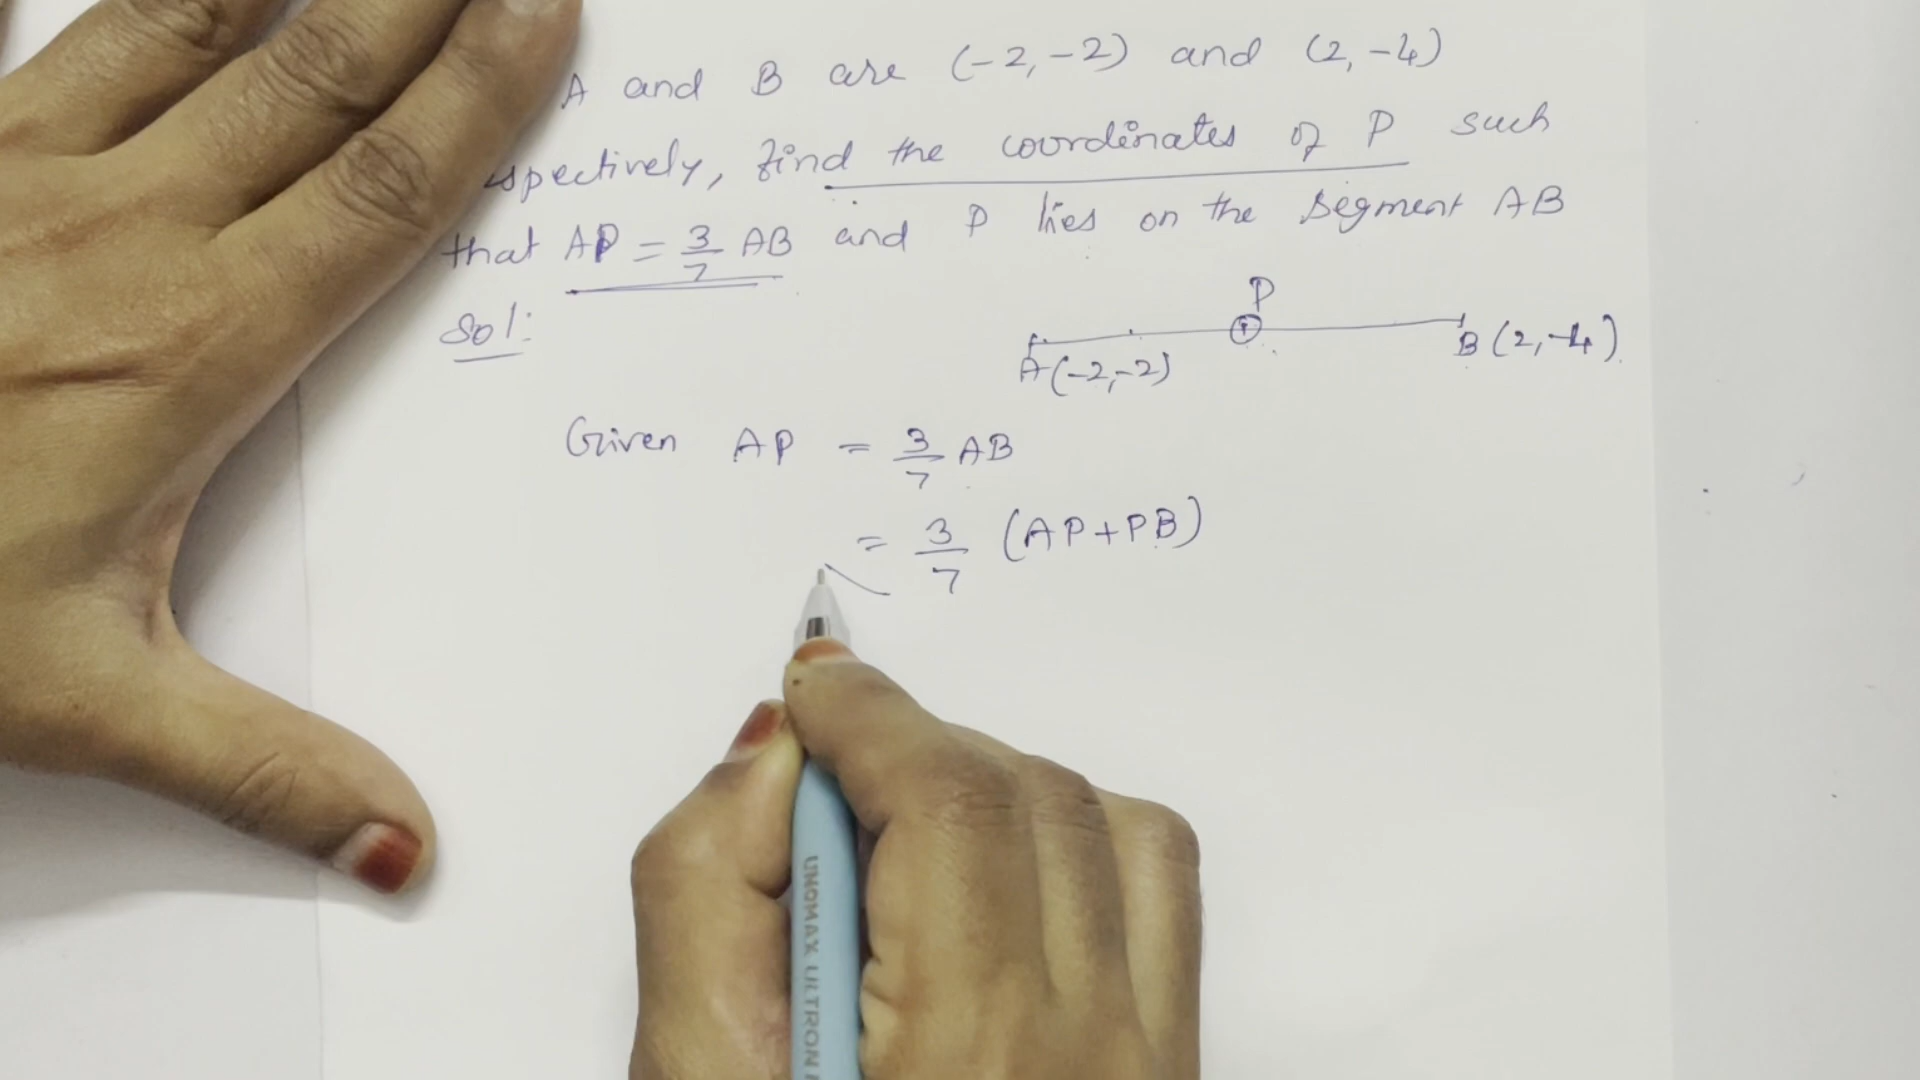 A and B are (-2,-2) and (2,-4)
spectively, find the coordinates of P such
that AP = 3/7 AB and P lies on the segment AB
Sol:
P
A(-2,-2)
B(2,-4).
Given AP = 3/7 AB
= 3/7 (AP+PB)
UNOMAX ULTRON